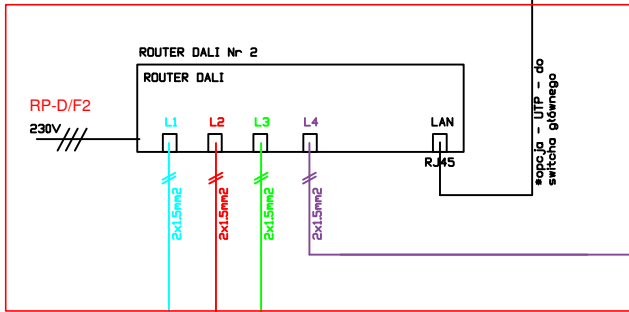 ROUTER DALI Nr 2
ROUTER DALI
RP-D/F2
230V
L1
L2
L3
L4
LAN
RJ45
2x1.5mm2
2x1.5mm2
2x1.5mm2
2x1.5mm2
*opcja - UTP - do
switcha głównego